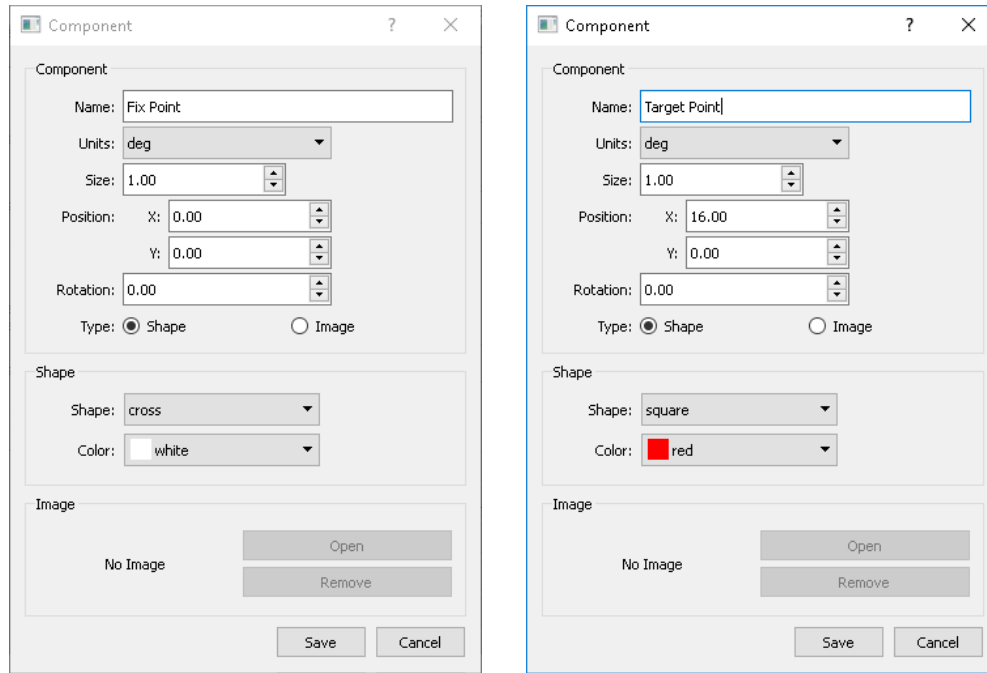 Component ? ×
Component
Name: Fix Point
Units: deg
Size: 1.00
Position: X: 0.00
Y: 0.00
Rotation: 0.00
Type: Shape Image
Shape
Shape: cross
Color: white
Image
No Image
Open
Remove
Save Cancel
Component ? ×
Component
Name: Target Point
Units: deg
Size: 1.00
Position: X: 16.00
Y: 0.00
Rotation: 0.00
Type: Shape Image
Shape
Shape: square
Color: red
Image
No Image
Open
Remove
Save Cancel